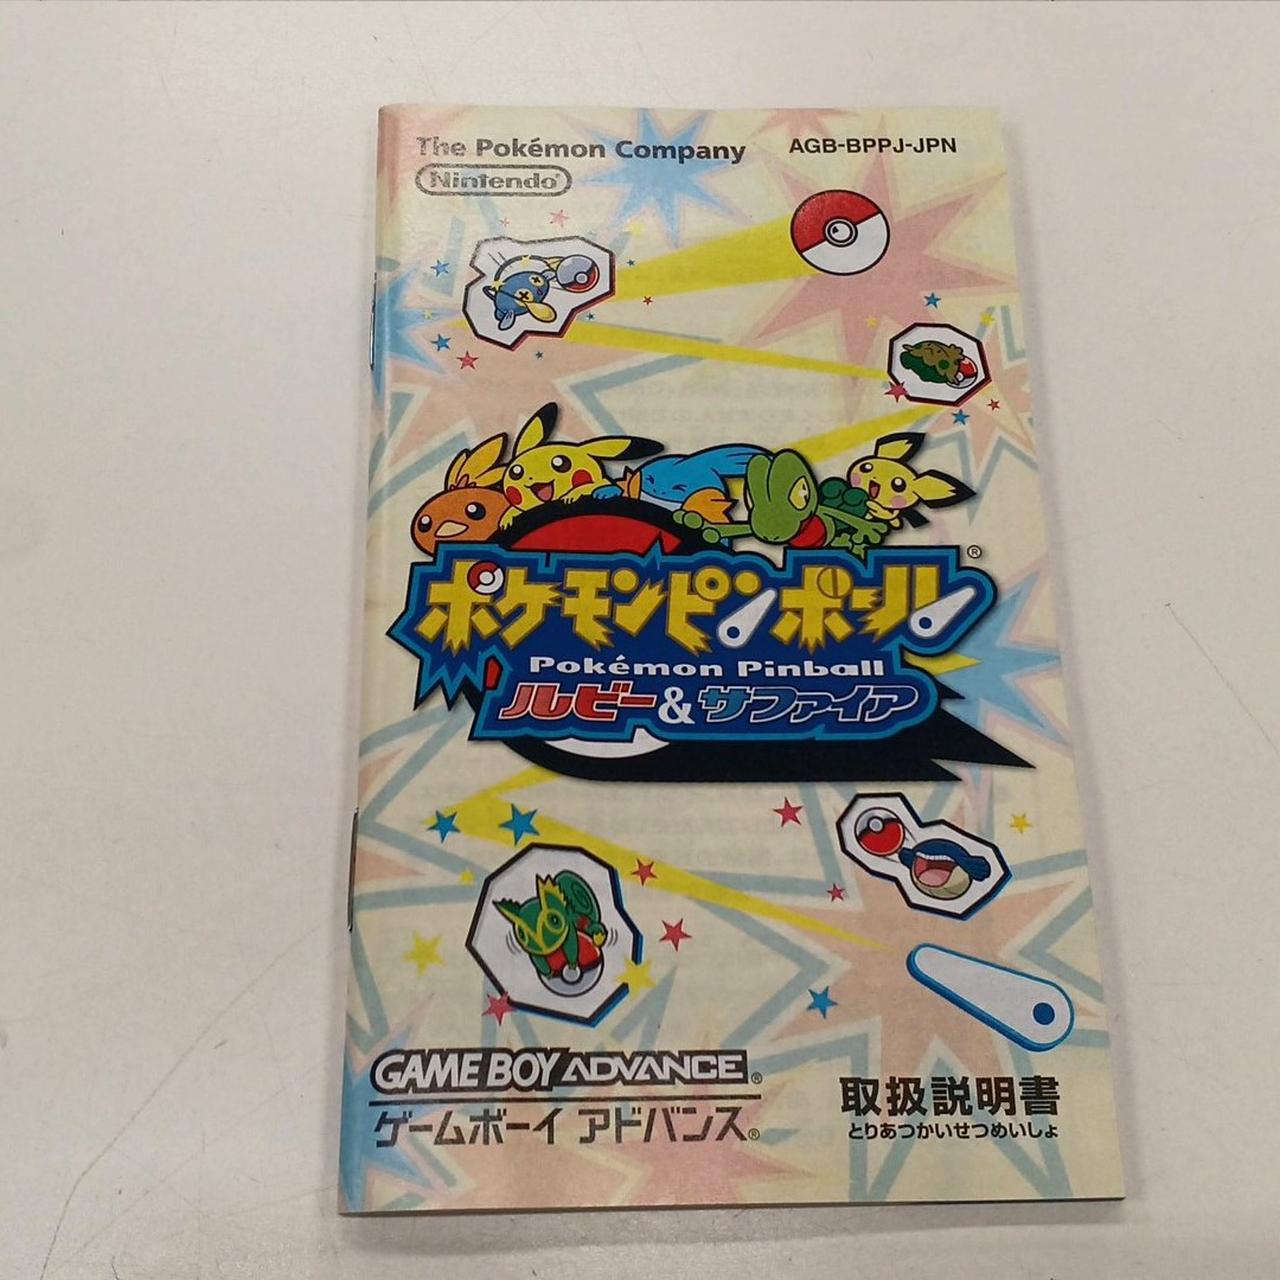 The Pokémon Company
AGB-BPPJ-JPN
Nintendo®
ポケモンピンボール®
Pokémon Pinball
ルビー&サファイア
GAME BOY ADVANCE®
ゲームボーイ アドバンス®
取扱説明書
とりあつかいせつめいしょ